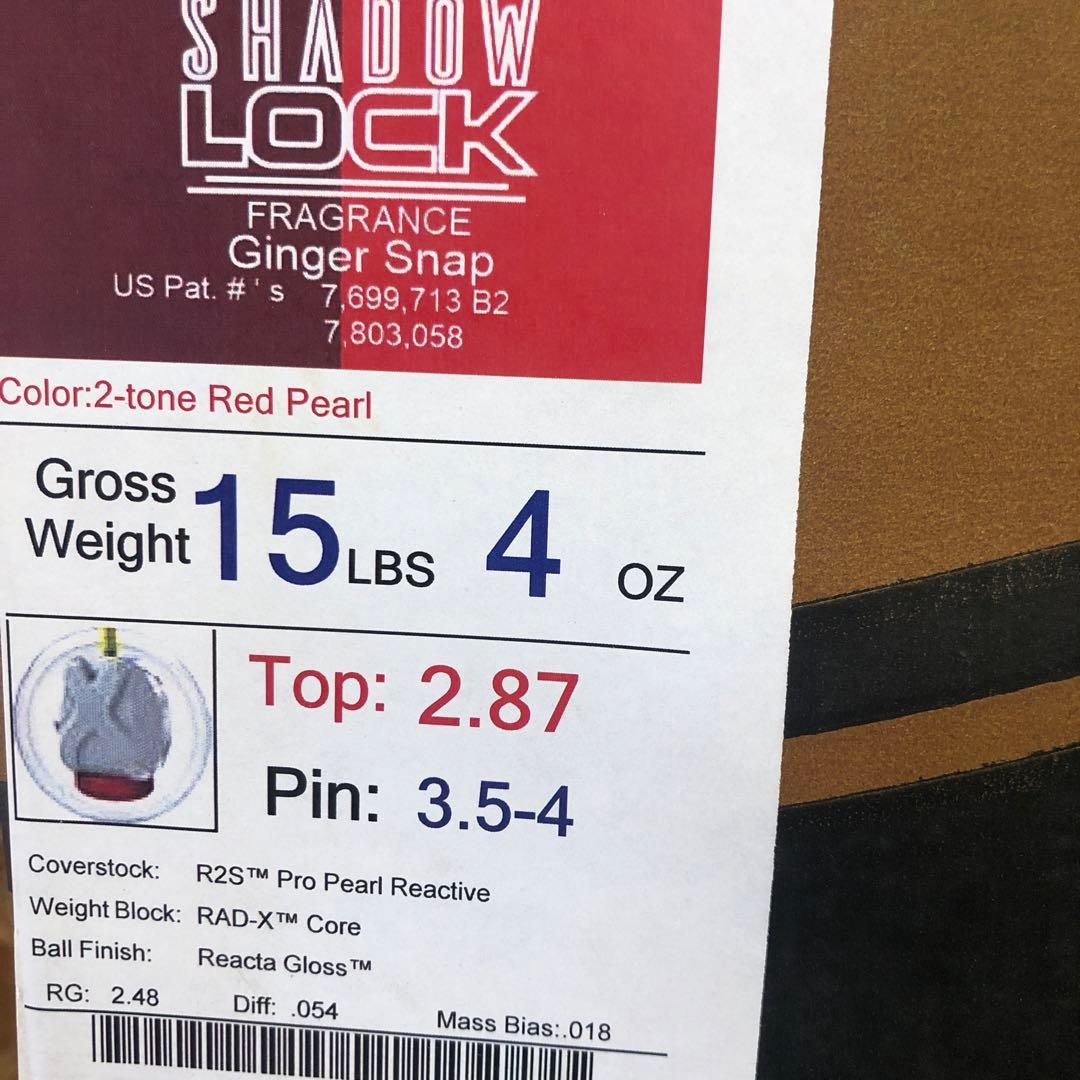 SHADOW
LOCK
FRAGRANCE
Ginger Snap
US Pat. # ' s 7,699,713 B2
7,803,058
Color:2-tone Red Pearl
Gross
Weight 15 LBS 4 OZ
Top: 2.87
Pin: 3.5-4
Coverstock: R2S™ Pro Pearl Reactive
Weight Block: RAD-X™ Core
Ball Finish: Reacta Gloss™
RG: 2.48 Diff: .054 Mass Bias:.018